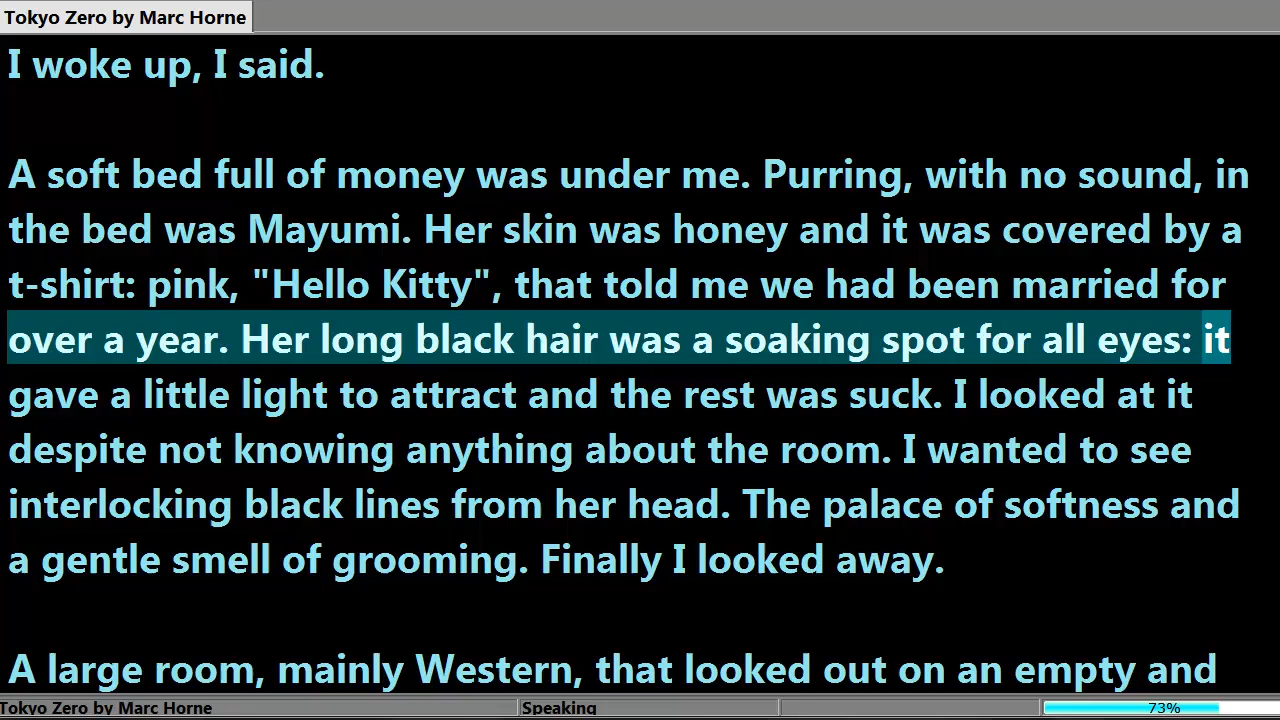 Tokyo Zero by Marc Horne
I woke up, I said.
A soft bed full of money was under me. Purring, with no sound, in
the bed was Mayumi. Her skin was honey and it was covered by a
t-shirt: pink, "Hello Kitty", that told me we had been married for
over a year. Her long black hair was a soaking spot for all eyes: it
gave a little light to attract and the rest was suck. I looked at it
despite not knowing anything about the room. I wanted to see
interlocking black lines from her head. The palace of softness and
a gentle smell of grooming. Finally I looked away.
A large room, mainly Western, that looked out on an empty and
Tokyo Zero by Marc Horne Speaking 73%